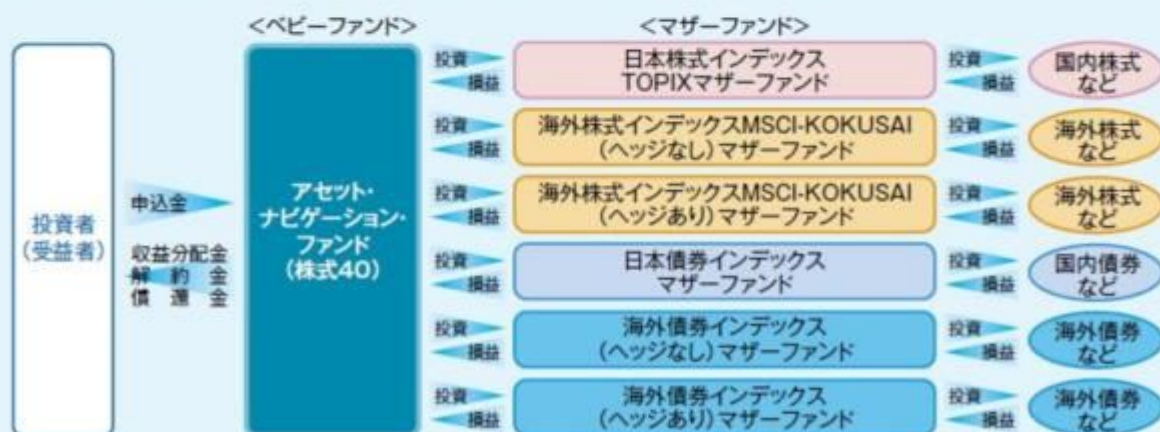 <ベビーファンド>
<マザーファンド>
投資者
(受益者)
申込金
収益分配金
解約金
償還金
アセット・
ナビゲーション・
ファンド
(株式40)
投資
損益
日本株式インデックス
TOPIXマザーファンド
投資
損益
国内株式
など
投資
損益
海外株式インデックスMSCI-KOKUSAI
(ヘッジなし)マザーファンド
投資
損益
海外株式
など
投資
損益
海外株式インデックスMSCI-KOKUSAI
(ヘッジあり)マザーファンド
投資
損益
海外株式
など
投資
損益
日本債券インデックス
マザーファンド
投資
損益
国内債券
など
投資
損益
海外債券インデックス
(ヘッジなし)マザーファンド
投資
損益
海外債券
など
投資
損益
海外債券インデックス
(ヘッジあり)マザーファンド
投資
損益
海外債券
など